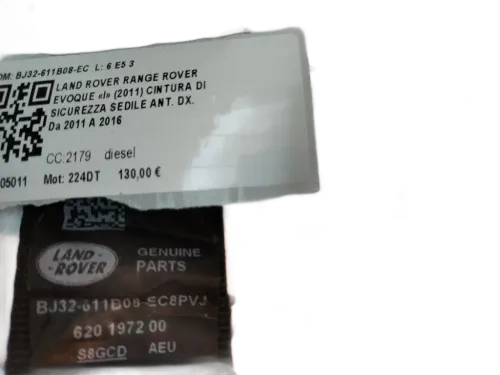 OM: BJ32-611B08-EC L: 6 E5 3
LAND ROVER RANGE ROVER
EVOQUE «I» (2011) CINTURA DI
SICUREZZA SEDILE ANT. DX.
Da 2011 A 2016
CC:2179 diesel
05011 Mot: 224DT 130,00 €
LAND-
ROVER
GENUINE
PARTS
BJ32-611B08-EC8PVJ
620 1972 00
S8GCD AEU